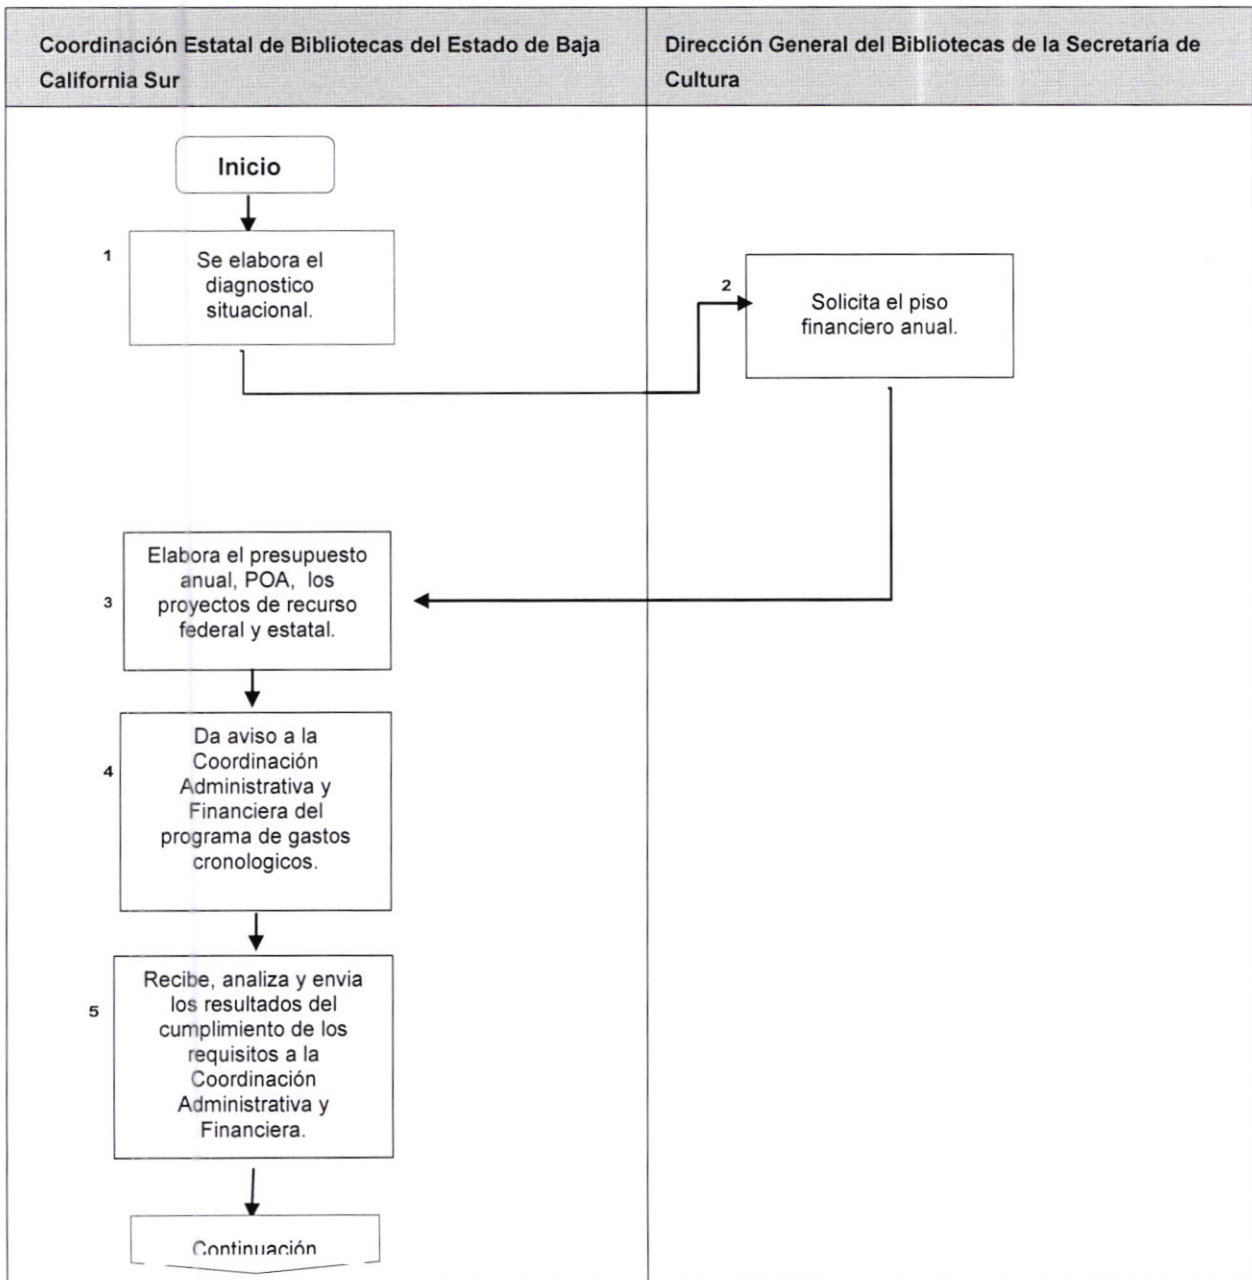 Coordinación Estatal de Bibliotecas del Estado de Baja
California Sur
Dirección General del Bibliotecas de la Secretaría de
Cultura
Inicio
1
Se elabora el
diagnostico
situacional.
2
Solicita el piso
financiero anual.
3
Elabora el presupuesto
anual, POA, los
proyectos de recurso
federal y estatal.
4
Da aviso a la
Coordinación
Administrativa y
Financiera del
programa de gastos
cronologicos.
5
Recibe, analiza y envia
los resultados del
cumplimiento de los
requisitos a la
Coordinación
Administrativa y
Financiera.
Continuación